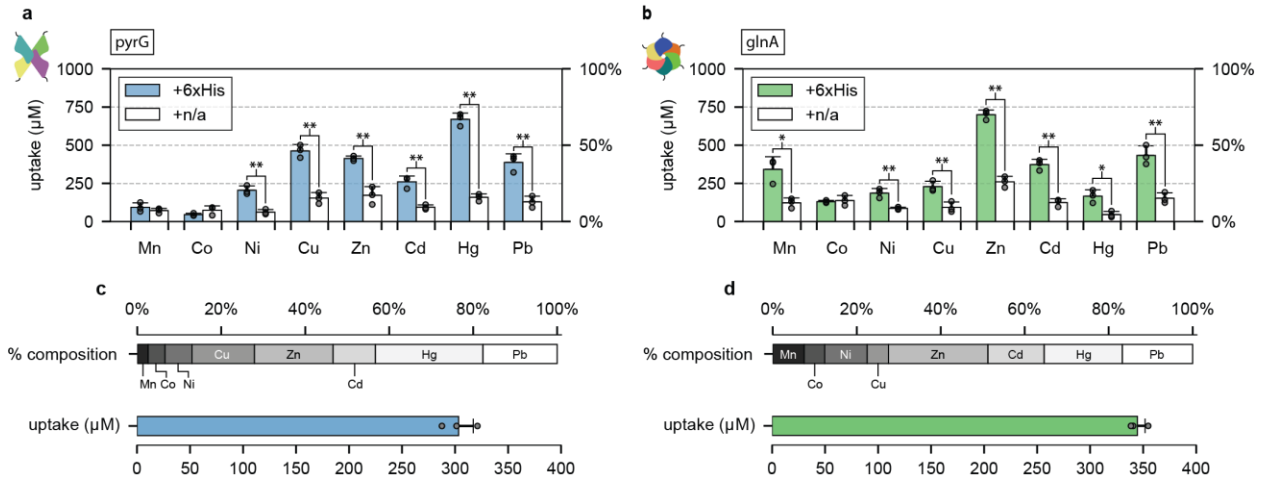 a
pyrG
1000
750
500
250
0
uptake (µM)
100%
50%
0%
+6xHis
+n/a
** ** ** ** ** **
Mn Co Ni Cu Zn Cd Hg Pb
b
glnA
1000
750
500
250
0
uptake (µM)
100%
50%
0%
+6xHis
+n/a
* ** ** ** ** * **
Mn Co Ni Cu Zn Cd Hg Pb
c
0% 20% 40% 60% 80% 100%
% composition
Cu Zn Hg Pb
Mn Co Ni Cd
uptake (µM)
0 50 100 150 200 250 300 350 400
d
0% 20% 40% 60% 80% 100%
% composition
Mn Ni Zn Cd Hg Pb
Co Cu
uptake (µM)
0 50 100 150 200 250 300 350 400